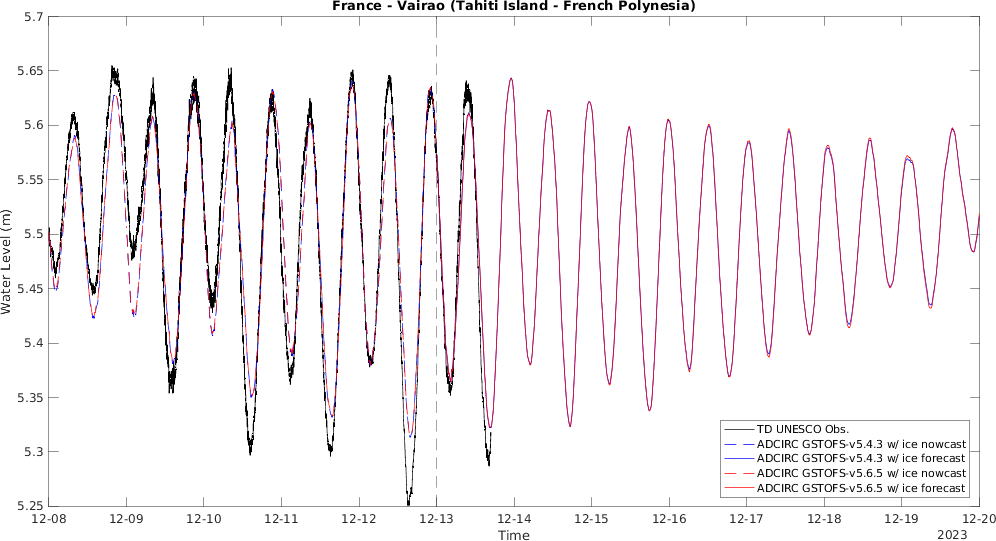 France - Vairao (Tahiti Island - French Polynesia)
5.7
5.65
5.6
5.55
5.5
5.45
5.4
5.35
5.3
5.25
Water Level (m)
TD UNESCO Obs.
ADCIRC GSTOFS-v5.4.3 w/ ice nowcast
ADCIRC GSTOFS-v5.4.3 w/ ice forecast
ADCIRC GSTOFS-v5.6.5 w/ ice nowcast
ADCIRC GSTOFS-v5.6.5 w/ ice forecast
12-08 12-09 12-10 12-11 12-12 12-13 12-14 12-15 12-16 12-17 12-18 12-19 12-20
Time
2023